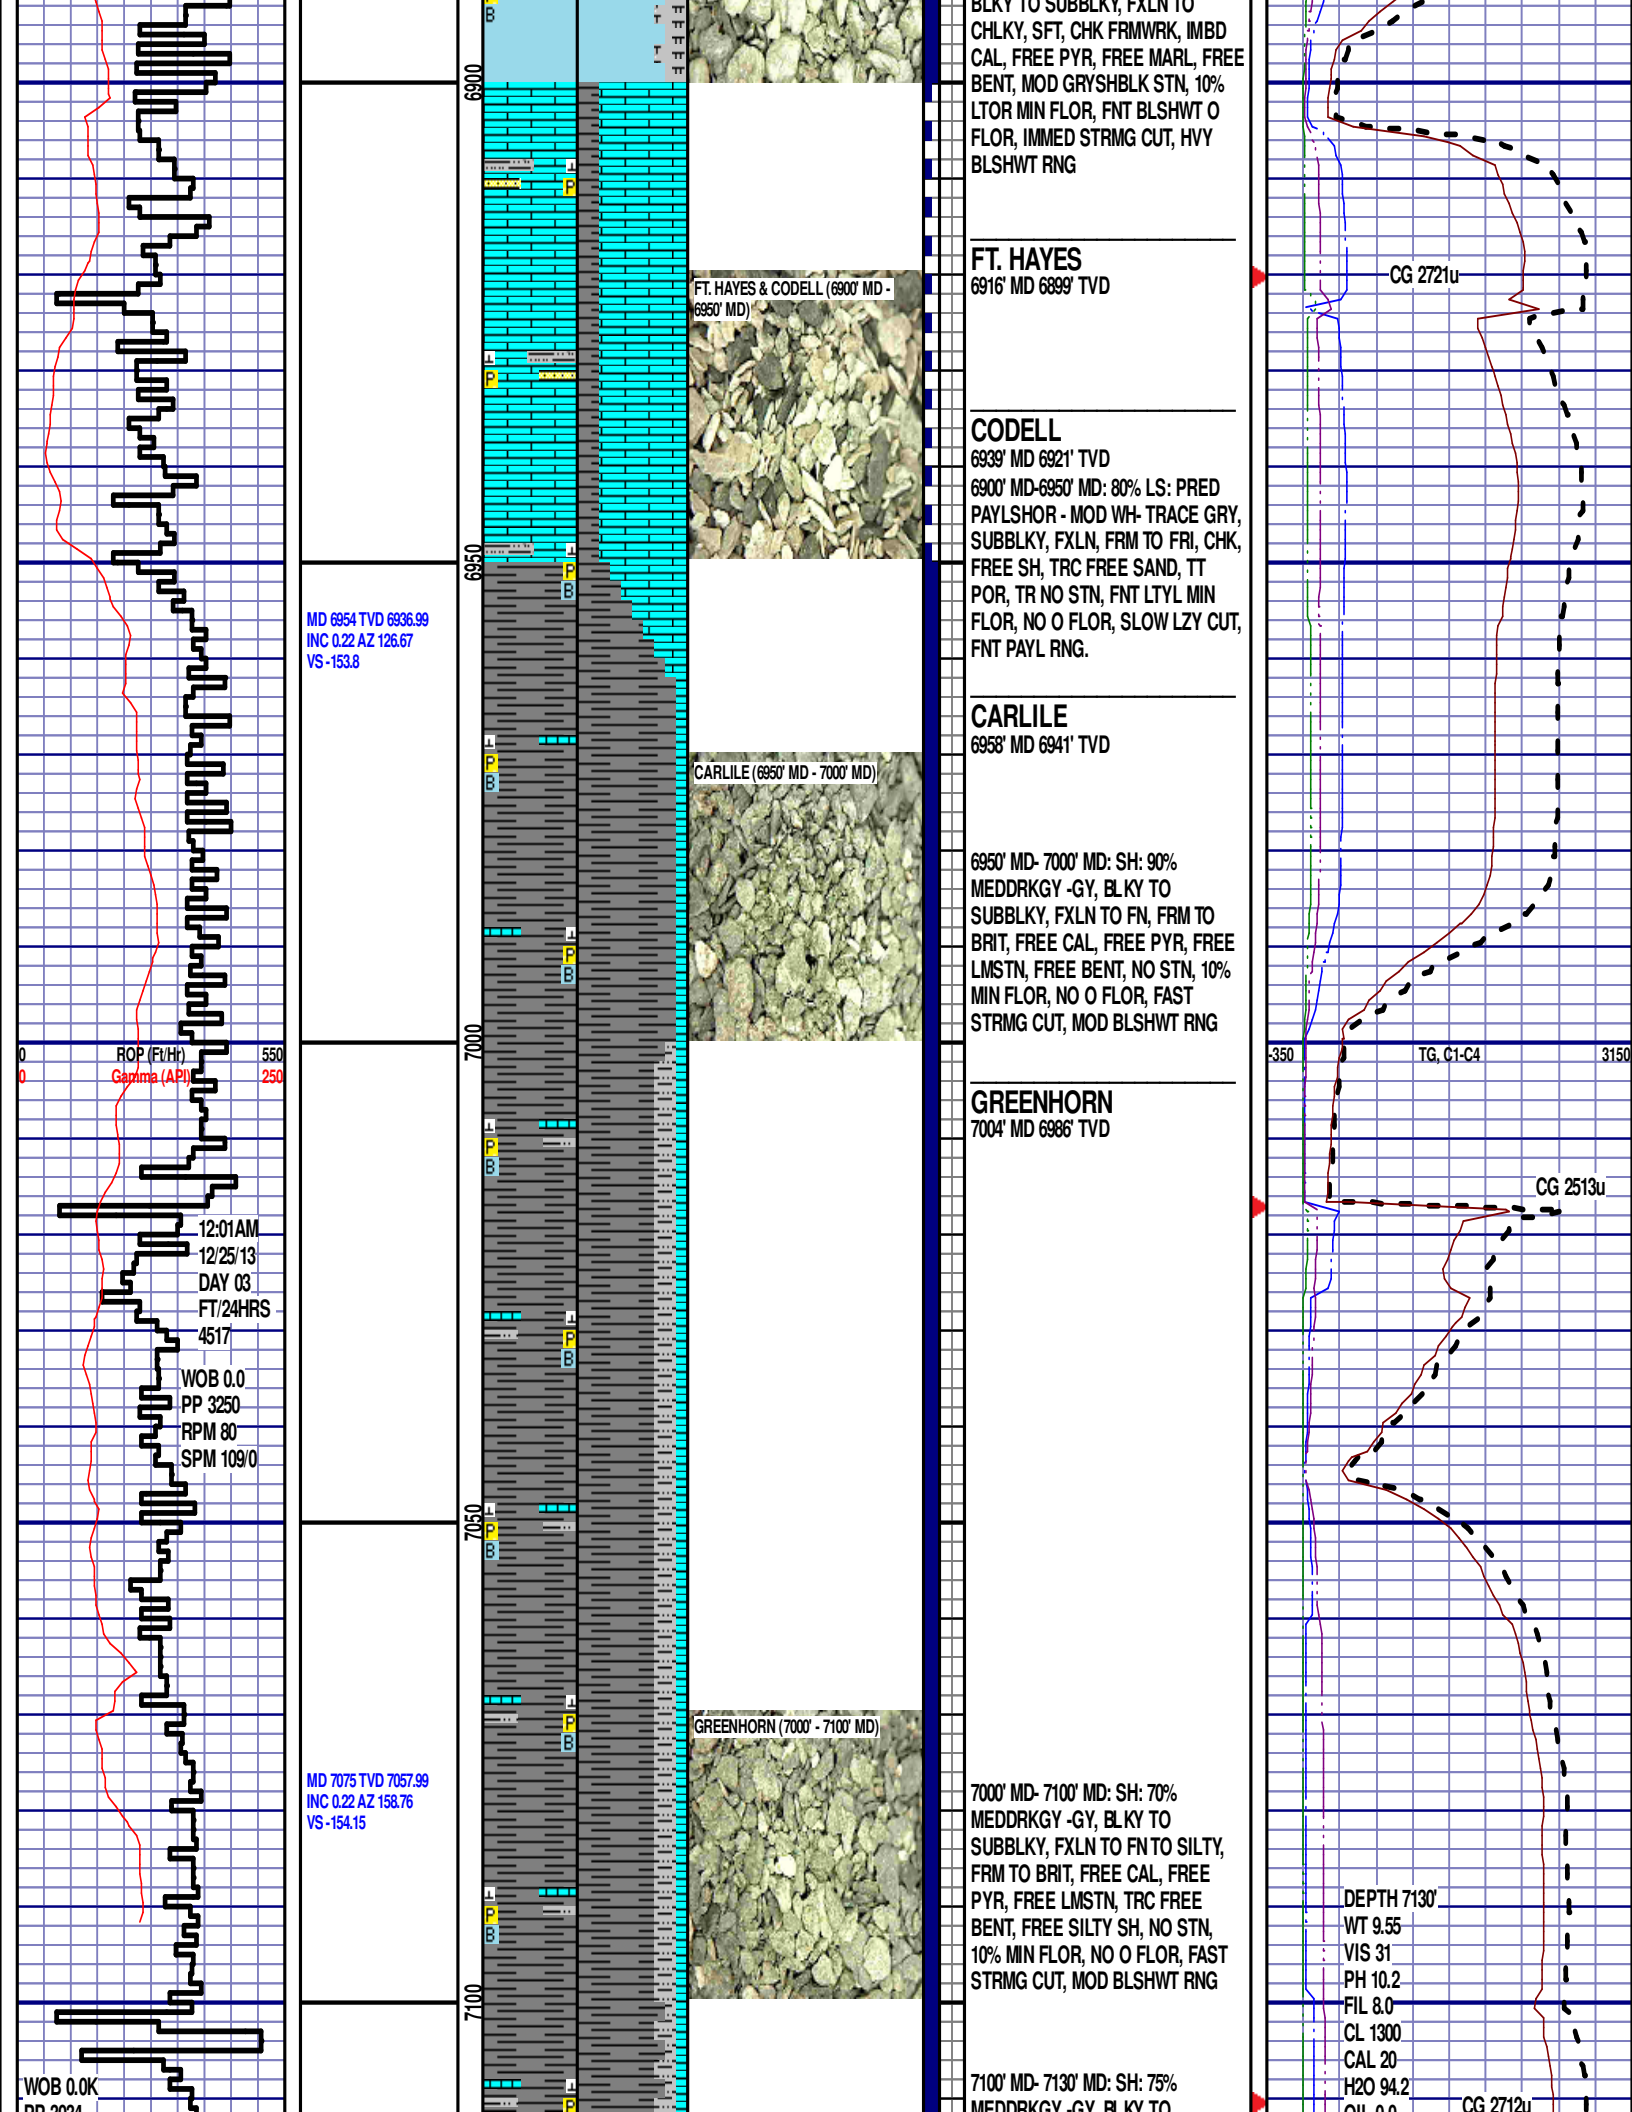 BLKY TO SUBBLKY, FXLN TO
CHLKY, SFT, CHK FRMWRK, IMBD
CAL, FREE PYR, FREE MARL, FREE
BENT, MOD GRYSHBLK STN, 10%
LTOR MIN FLOR, FNT BLSHWT O
FLOR, IMMED STRMG CUT, HVY
BLSHWT RNG
FT. HAYES
6916' MD 6899' TVD
CODELL
6939' MD 6921' TVD
6900' MD-6950' MD: 80% LS: PRED
PAYLSHOR - MOD WH- TRACE GRY,
SUBBLKY, FXLN, FRM TO FRI, CHK,
FREE SH, TRC FREE SAND, TT
POR, TR NO STN, FNT LTYL MIN
FLOR, NO O FLOR, SLOW LZY CUT,
FNT PAYL RNG.
CARLILE
6958' MD 6941' TVD
6950' MD- 7000' MD: SH: 90%
MEDDRKGY -GY, BLKY TO
SUBBLKY, FXLN TO FN, FRM TO
BRIT, FREE CAL, FREE PYR, FREE
LMSTN, FREE BENT, NO STN, 10%
MIN FLOR, NO O FLOR, FAST
STRMG CUT, MOD BLSHWT RNG
GREENHORN
7004' MD 6986' TVD
7000' MD- 7100' MD: SH: 70%
MEDDRKGY -GY, BLKY TO
SUBBLKY, FXLN TO FN TO SILTY,
FRM TO BRIT, FREE CAL, FREE
PYR, FREE LMSTN, TRC FREE
BENT, FREE SILTY SH, NO STN,
10% MIN FLOR, NO O FLOR, FAST
STRMG CUT, MOD BLSHWT RNG
7100' MD- 7130' MD: SH: 75%
MEDDRKGY -GY, BLKY TO
FT. HAYES & CODELL (6900' MD -
6950' MD)
CARLILE (6950' MD - 7000' MD)
GREENHORN (7000' - 7100' MD)
6900
6950
7000
7050
7100
MD 6954 TVD 6936.99
INC 0.22 AZ 126.67
VS -153.8
MD 7075 TVD 7057.99
INC 0.22 AZ 158.76
VS -154.15
0 ROP (Ft/Hr) 550
0 Gamma (API) 250
12:01AM
12/25/13
DAY 03
FT/24HRS
4517
WOB 0.0
PP 3250
RPM 80
SPM 109/0
WOB 0.0K
CG 2721u
-350 TG, C1-C4 3150
CG 2513u
DEPTH 7130'
WT 9.55
VIS 31
PH 10.2
FIL 8.0
CL 1300
CAL 20
H2O 94.2
CG 2712u